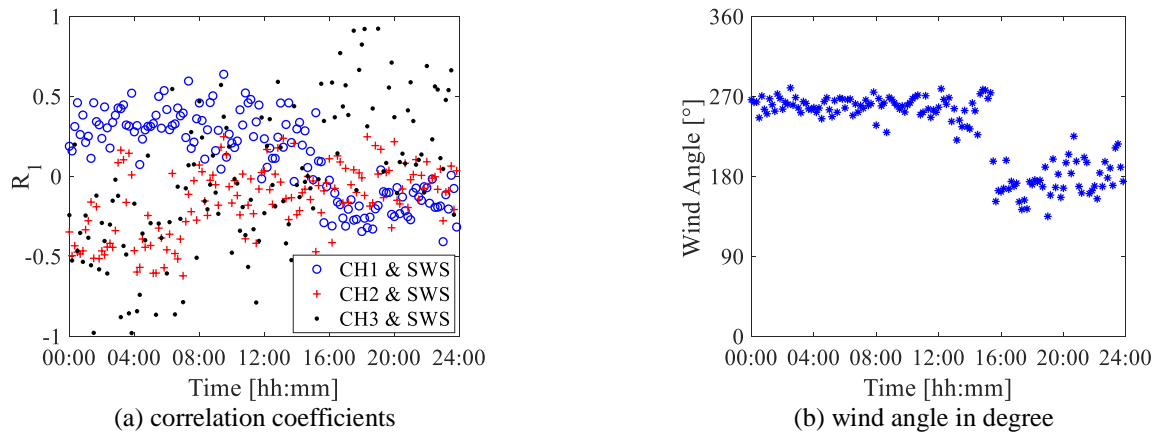 1
0.5
0
-0.5
-1
R1
CH1 & SWS
CH2 & SWS
CH3 & SWS
00:00 04:00 08:00 12:00 16:00 20:00 24:00
Time [hh:mm]
(a) correlation coefficients
360
270
180
90
0
Wind Angle [°]
00:00 04:00 08:00 12:00 16:00 20:00 24:00
Time [hh:mm]
(b) wind angle in degree